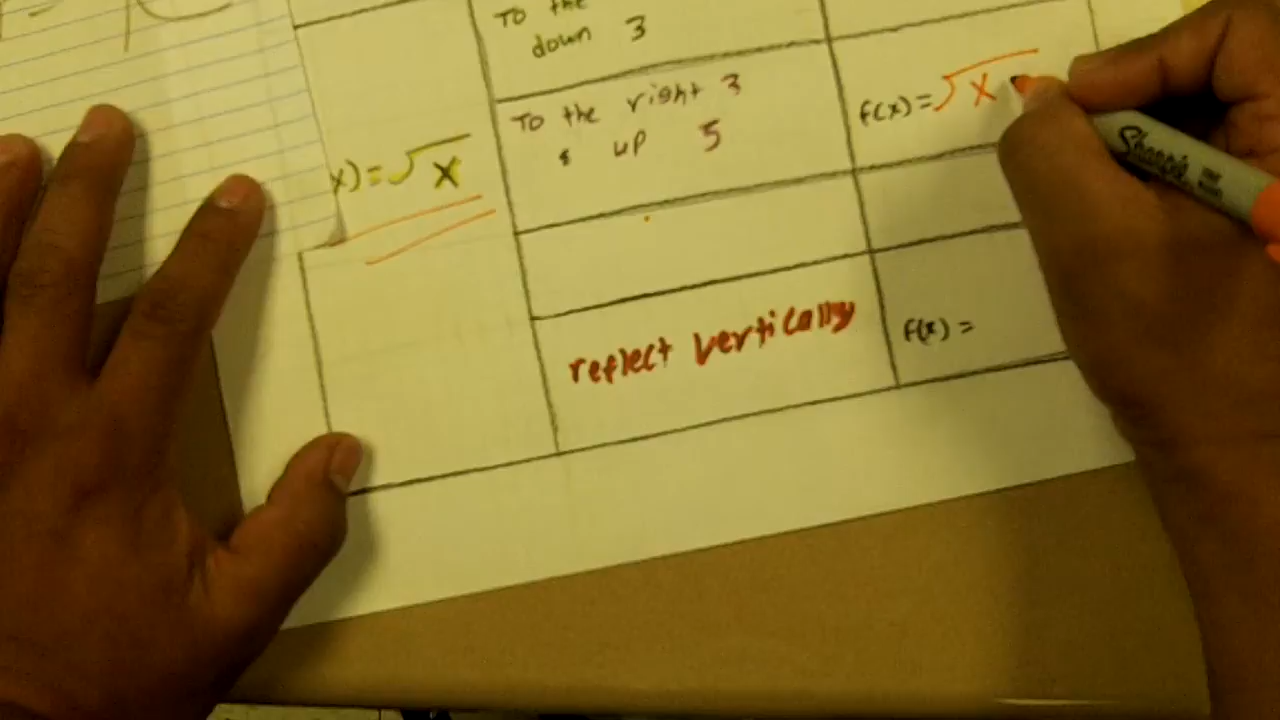 To the
down 3
To the right 3
& up 5
f(x) = √x
x) = √x
reflect vertically
f(x) =
Sharpie